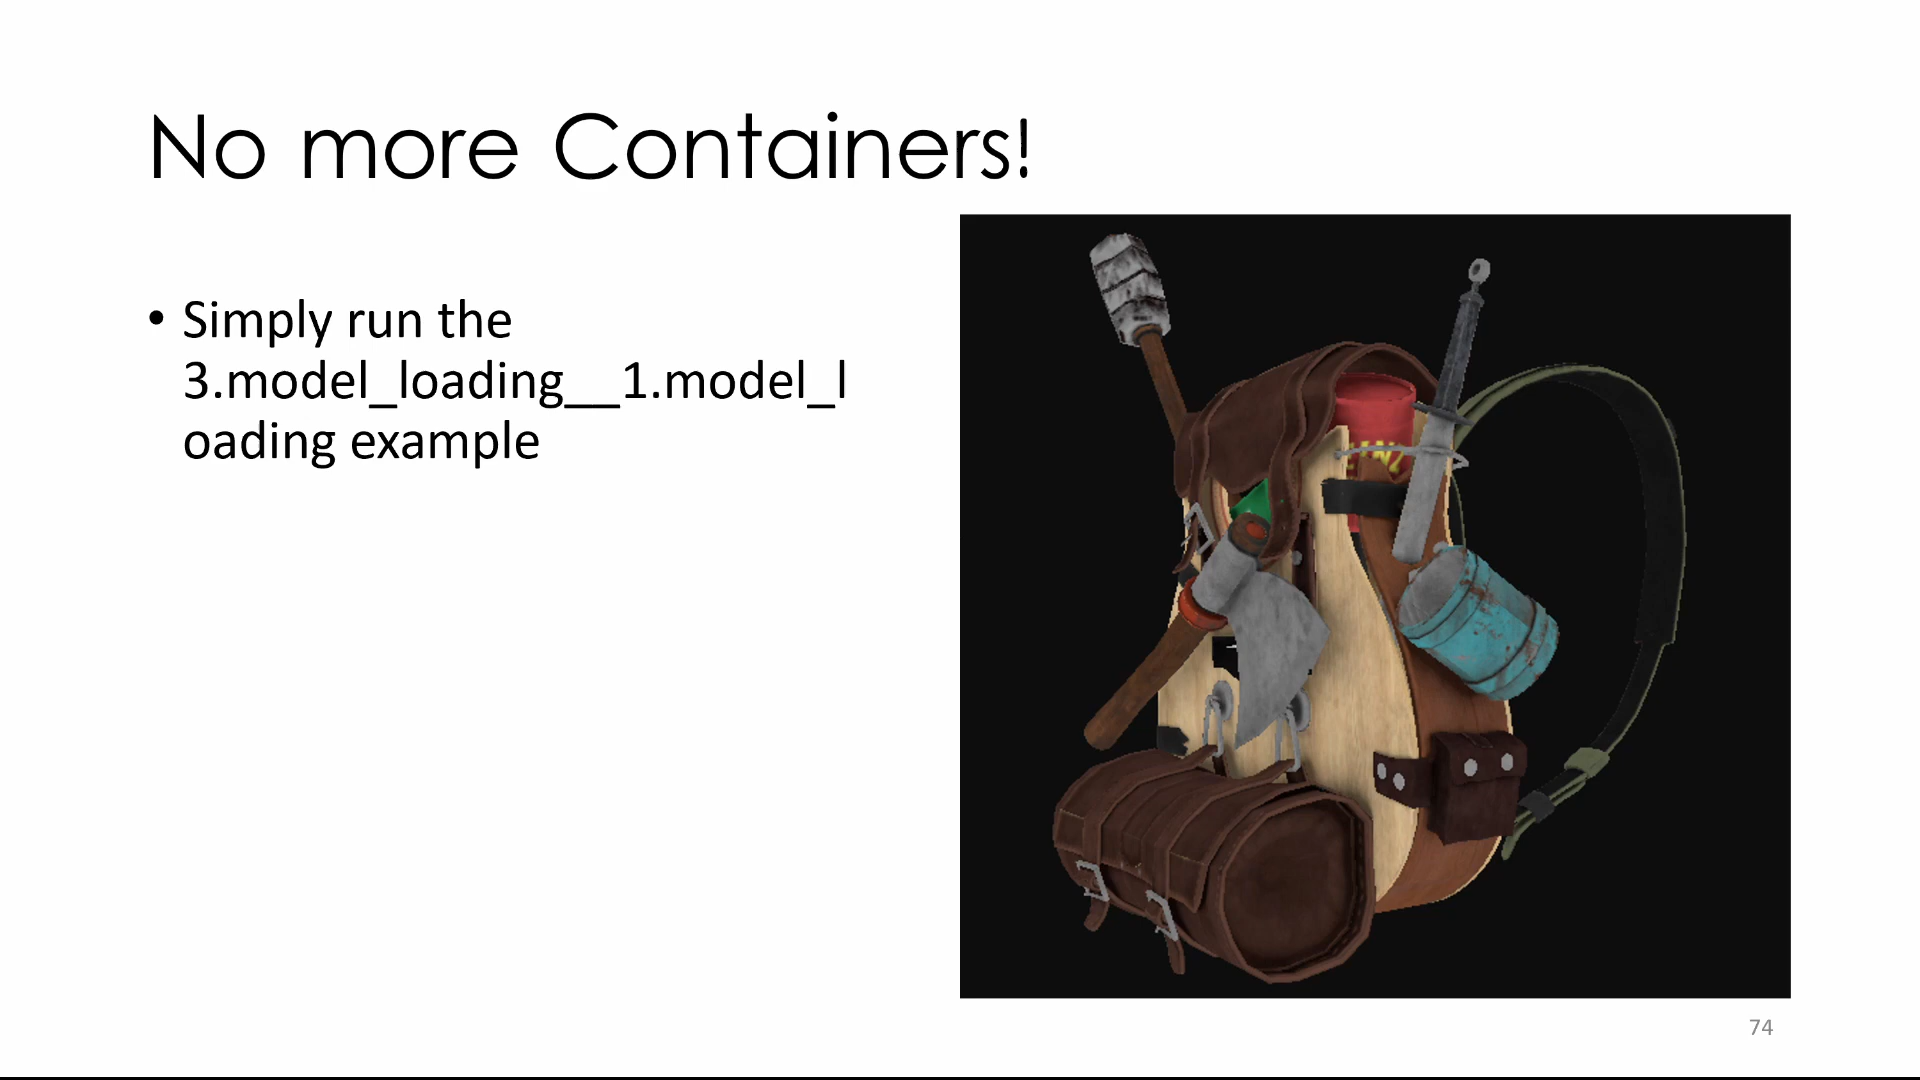 No more Containers!
• Simply run the
3.model_loading__1.model_l
oading example
74